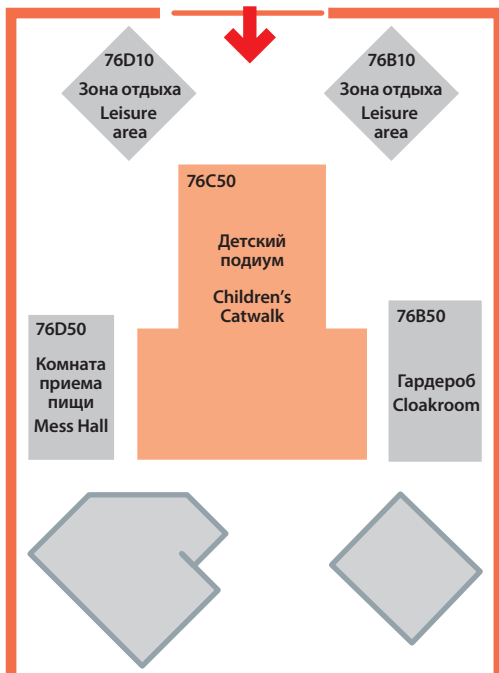 76D10
Зона отдыха
Leisure
area
76B10
Зона отдыха
Leisure
area
76C50
Детский
подиум
Children's
Catwalk
76D50
Комната
приема
пищи
Mess Hall
76B50
Гардероб
Cloakroom